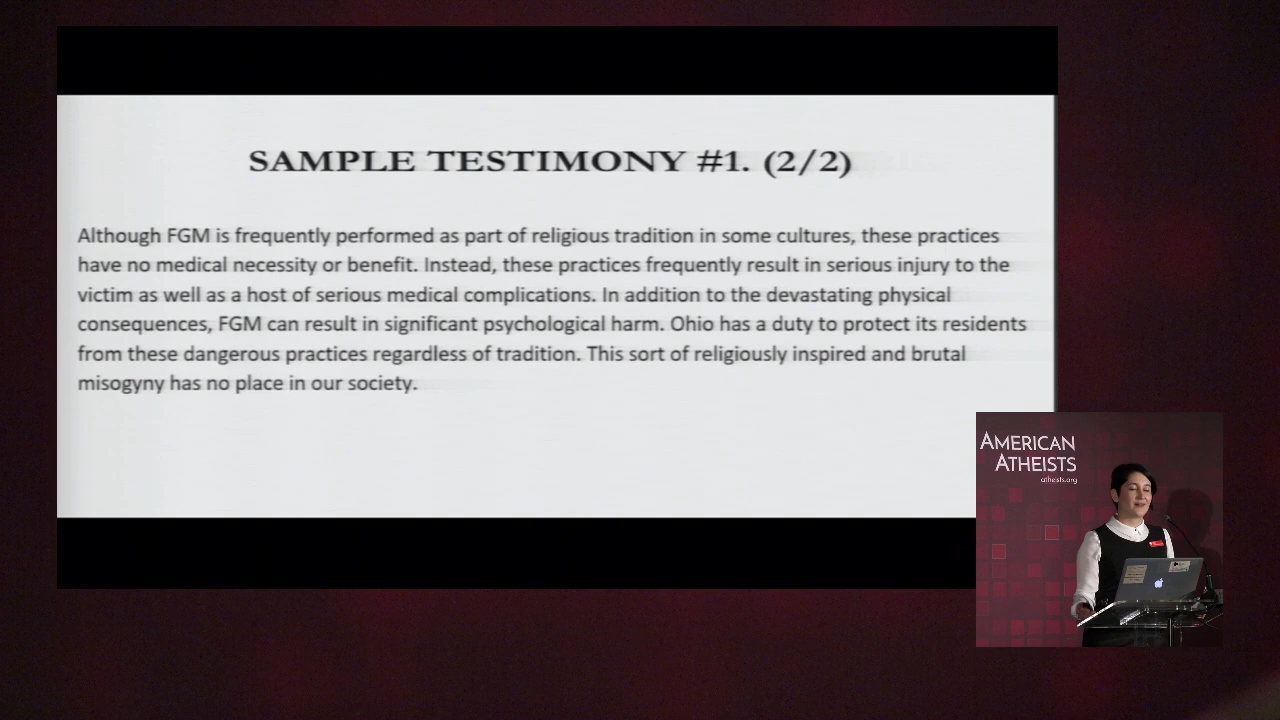 SAMPLE TESTIMONY #1. (2/2)
Although FGM is frequently performed as part of religious tradition in some cultures, these practices
have no medical necessity or benefit. Instead, these practices frequently result in serious injury to the
victim as well as a host of serious medical complications. In addition to the devastating physical
consequences, FGM can result in significant psychological harm. Ohio has a duty to protect its residents
from these dangerous practices regardless of tradition. This sort of religiously inspired and brutal
misogyny has no place in our society.
AMERICAN
ATHEISTS
atheists.org